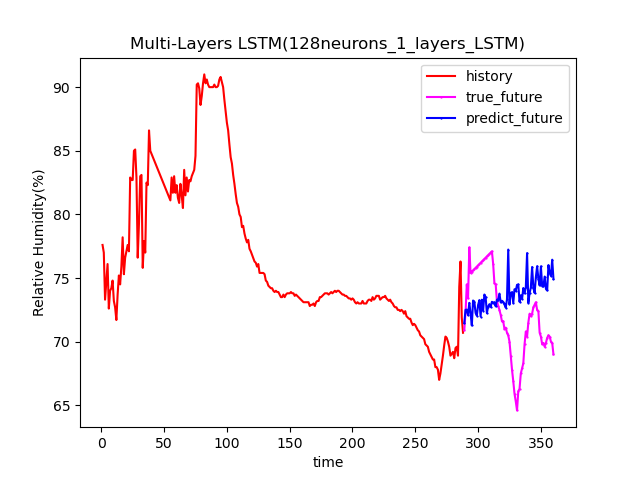 Multi-Layers LSTM(128neurons_1_layers_LSTM)
history
true_future
predict_future
Relative Humidity(%)
90
85
80
75
70
65
0 50 100 150 200 250 300 350
time